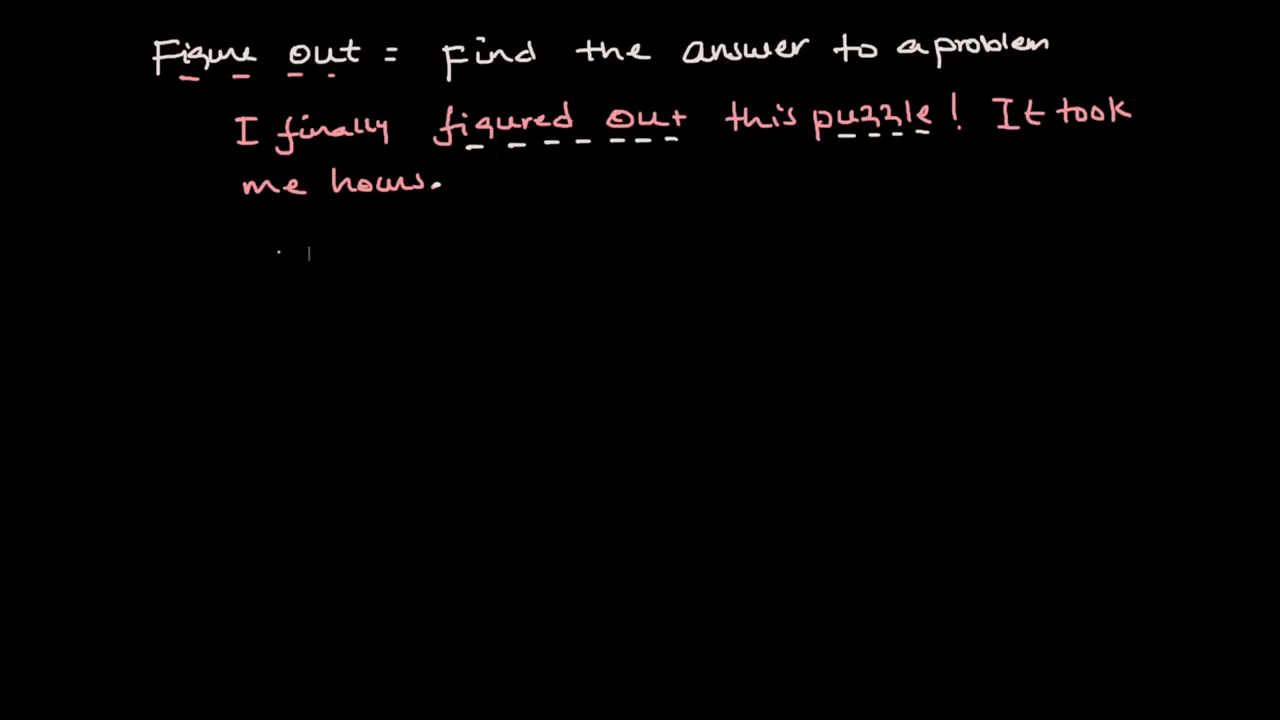 Figure out = Find the answer to a problem
I finally figured out this puzzle! It took
me hours.